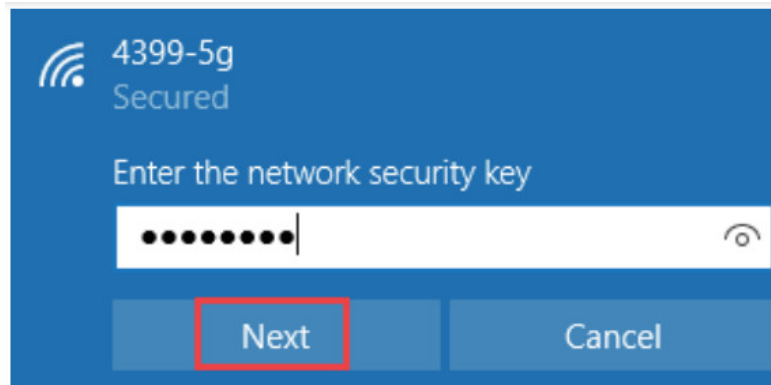 4399-5g
Secured
Enter the network security key
••••••••
Next
Cancel